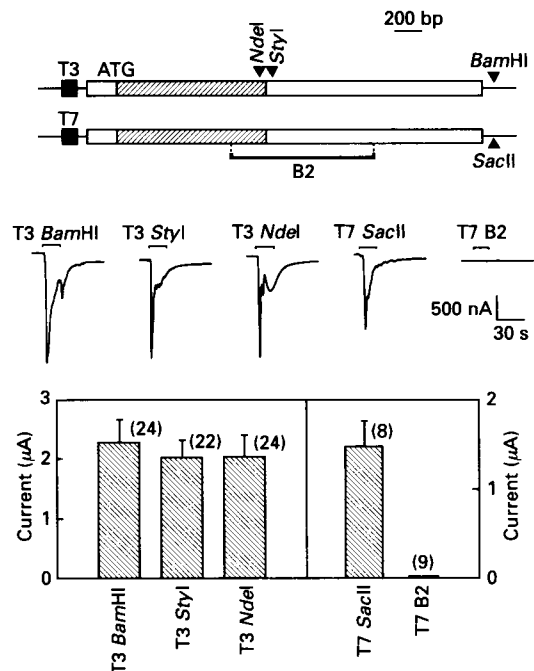 200 bp
NdeI
StyI
BamHI
T3
ATG
T7
SacII
B2
T3 BamHI
T3 StyI
T3 NdeI
T7 SacII
T7 B2
500 nA
30 s
3
2
1
0
Current (μA)
(24)
(22)
(24)
(8)
(9)
2
1
0
Current (μA)
T3 BamHI
T3 StyI
T3 NdeI
T7 SacII
T7 B2